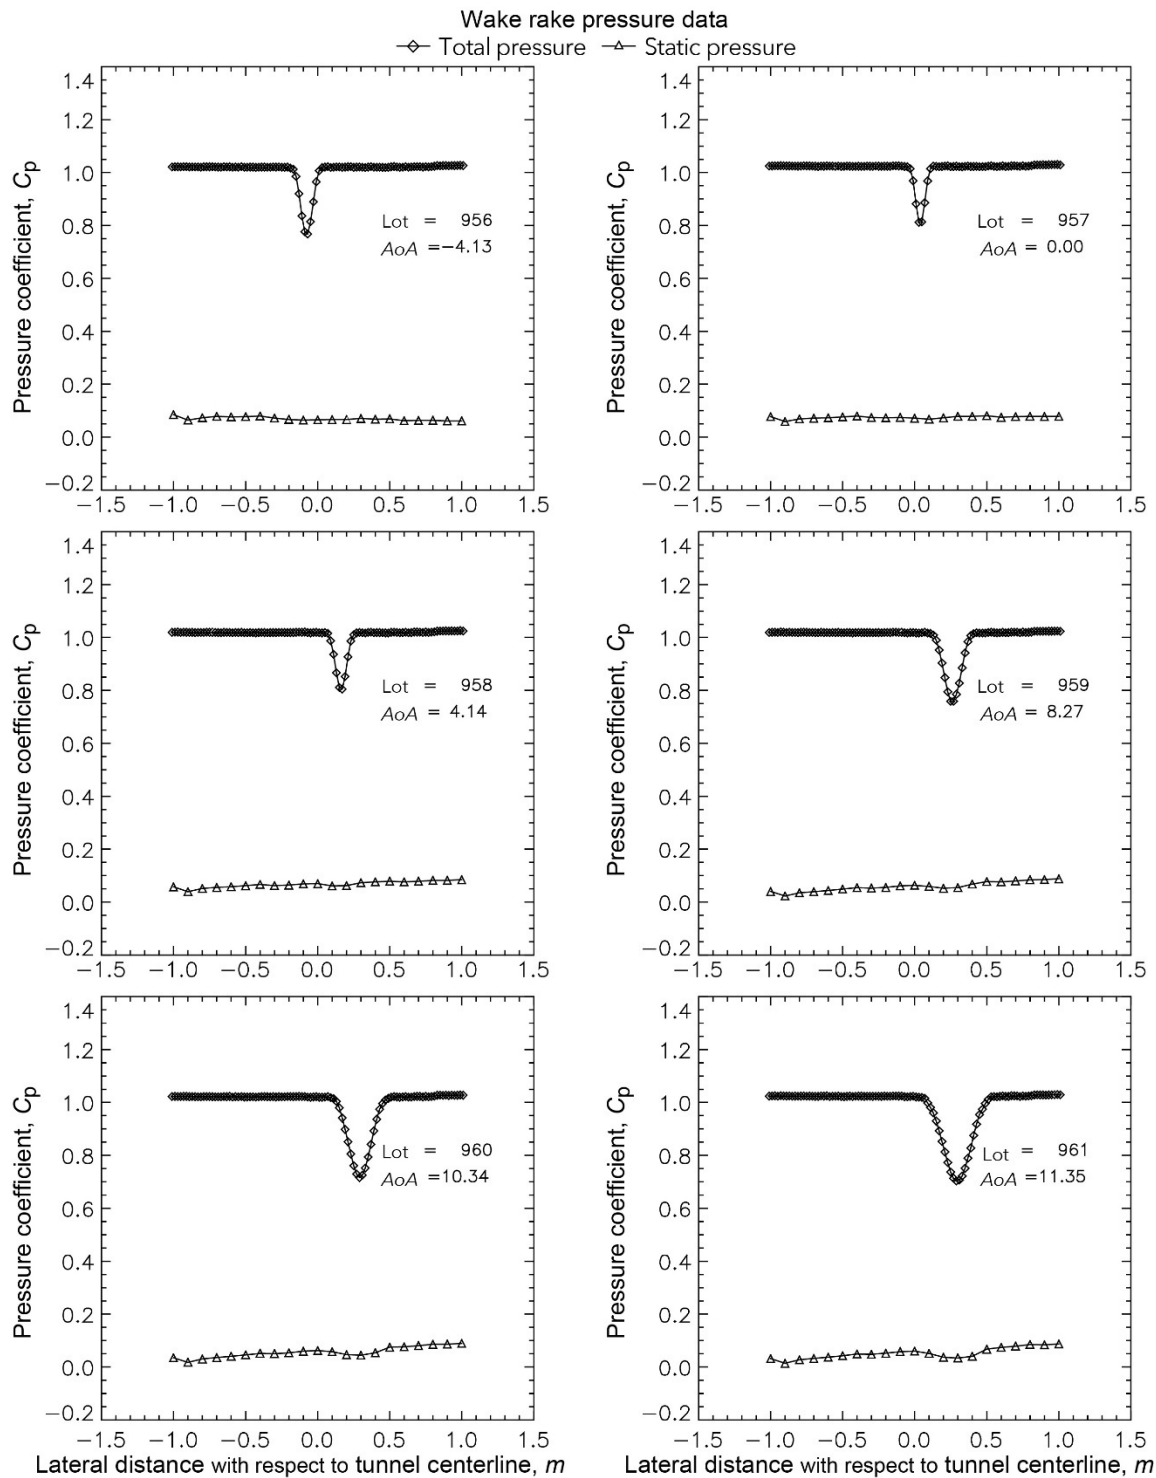 Wake rake pressure data
Total pressure Static pressure
1.4
1.2
1.0
0.8
0.6
0.4
0.2
0.0
−0.2
Pressure coefficient, Cp
Lot = 956
AoA =−4.13
−1.5 −1.0 −0.5 0.0 0.5 1.0 1.5
1.4
1.2
1.0
0.8
0.6
0.4
0.2
0.0
−0.2
Pressure coefficient, Cp
Lot = 957
AoA = 0.00
−1.5 −1.0 −0.5 0.0 0.5 1.0 1.5
1.4
1.2
1.0
0.8
0.6
0.4
0.2
0.0
−0.2
Pressure coefficient, Cp
Lot = 958
AoA = 4.14
−1.5 −1.0 −0.5 0.0 0.5 1.0 1.5
1.4
1.2
1.0
0.8
0.6
0.4
0.2
0.0
−0.2
Pressure coefficient, Cp
Lot = 959
AoA = 8.27
−1.5 −1.0 −0.5 0.0 0.5 1.0 1.5
1.4
1.2
1.0
0.8
0.6
0.4
0.2
0.0
−0.2
Pressure coefficient, Cp
Lot = 960
AoA =10.34
−1.5 −1.0 −0.5 0.0 0.5 1.0 1.5
Lateral distance with respect to tunnel centerline, m
1.4
1.2
1.0
0.8
0.6
0.4
0.2
0.0
−0.2
Pressure coefficient, Cp
Lot = 961
AoA =11.35
−1.5 −1.0 −0.5 0.0 0.5 1.0 1.5
Lateral distance with respect to tunnel centerline, m